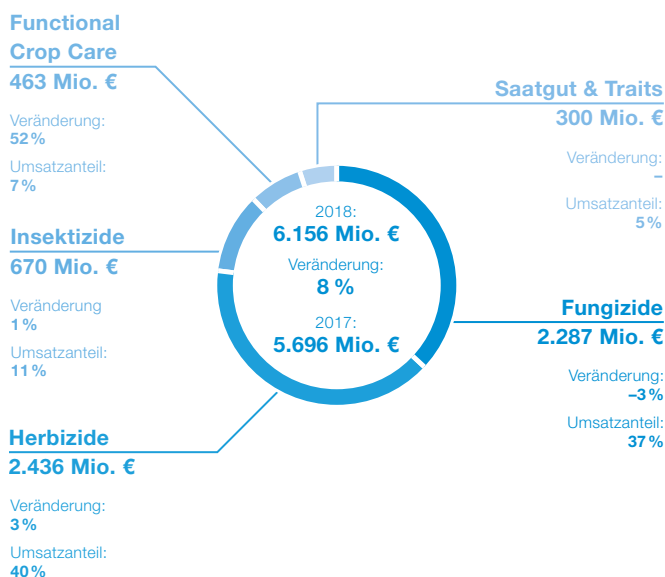 Functional
Crop Care
463 Mio. €
Veränderung:
52 %
Umsatzanteil:
7 %
Saatgut & Traits
300 Mio. €
Veränderung:
–
Umsatzanteil:
5 %
2018:
6.156 Mio. €
Veränderung:
8 %
2017:
5.696 Mio. €
Insektizide
670 Mio. €
Veränderung
1 %
Umsatzanteil:
11 %
Fungizide
2.287 Mio. €
Veränderung:
–3 %
Umsatzanteil:
37 %
Herbizide
2.436 Mio. €
Veränderung:
3 %
Umsatzanteil:
40 %